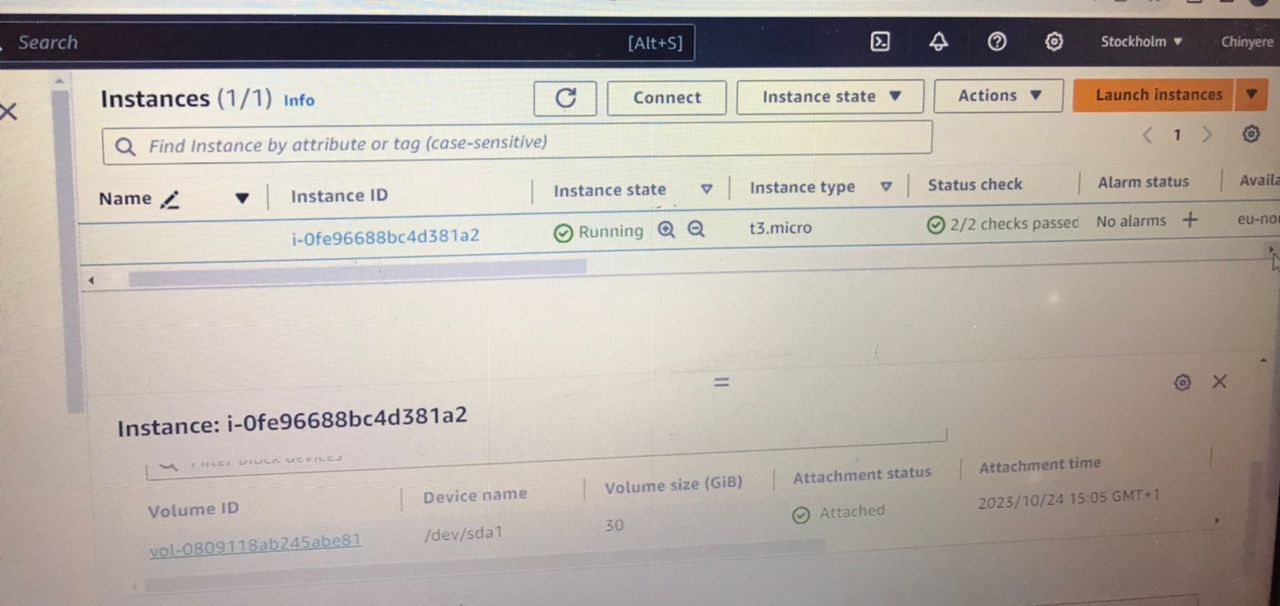 Search [Alt+S] Stockholm Chinyere
Instances (1/1) Info Connect Instance state Actions Launch instances
Find Instance by attribute or tag (case-sensitive) 1
Name Instance ID Instance state Instance type Status check Alarm status Availa
i-0fe96688bc4d381a2 Running t3.micro 2/2 checks passed No alarms + eu-nor
Instance: i-0fe96688bc4d381a2
Volume ID Device name Volume size (GiB) Attachment status Attachment time
vol-0809118ab245abe81 /dev/sda1 30 Attached 2023/10/24 15:05 GMT+1